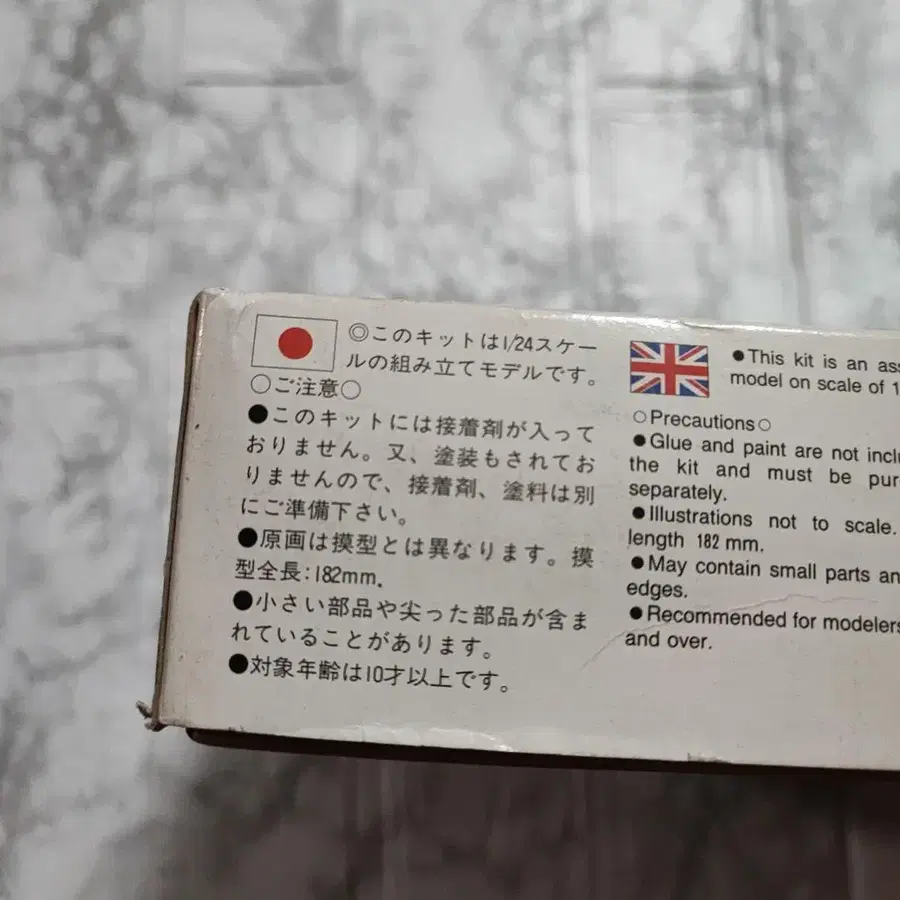 ◎このキットは1/24スケー
ルの組み立てモデルです。
○ご注意○
●このキットには接着剤が入って
おりません。又、塗装もされてお
りませんので、接着剤、塗料は別
にご準備下さい。
●原画は摸型とは異なります。摸
型全長:182mm.
●小さい部品や尖った部品が含ま
れていることがあります。
●対象年齢は10才以上です。
●This kit is an
model on scale of
○Precautions○
●Glue and paint are not
the kit and must be
separately.
●Illustrations not to scale.
length 182 mm.
●May contain small parts
edges.
●Recommended for modelers
and over.